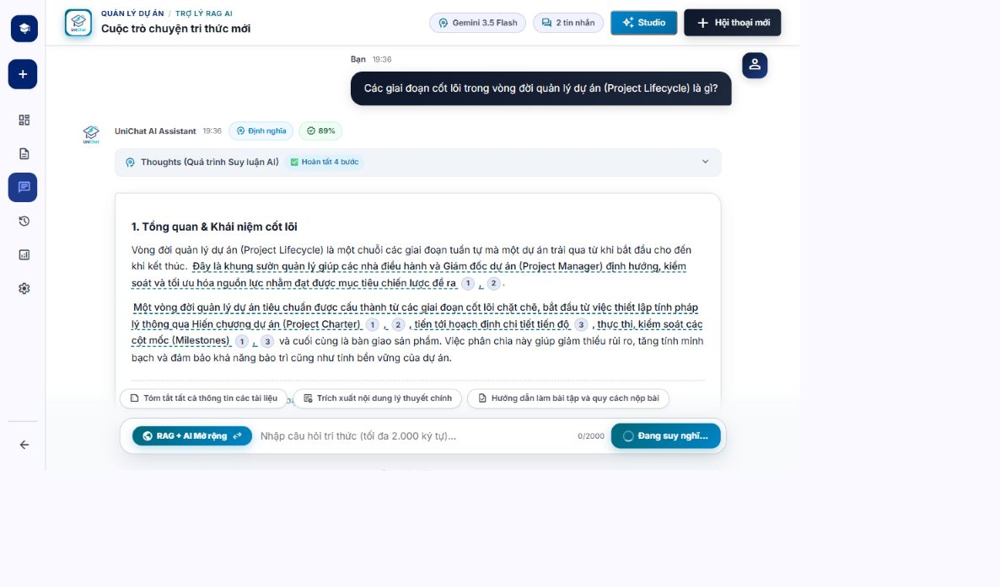 QUẢN LÝ DỰ ÁN / TRỢ LÝ RAG AI
Cuộc trò chuyện tri thức mới
UniChat
Gemini 3.5 Flash
2 tin nhắn
Studio
+ Hội thoại mới
Bạn 19:36
Các giai đoạn cốt lõi trong vòng đời quản lý dự án (Project Lifecycle) là gì?
UniChat
UniChat AI Assistant 19:36 Định nghĩa 89%
Thoughts (Quá trình Suy luận AI) ✅ Hoàn tất 4 bước
1. Tổng quan & Khái niệm cốt lõi
Vòng đời quản lý dự án (Project Lifecycle) là một chuỗi các giai đoạn tuần tự mà một dự án trải qua từ khi bắt đầu cho đến
khi kết thúc. Đây là khung sườn quản lý giúp các nhà điều hành và Giám đốc dự án (Project Manager) định hướng, kiểm
soát và tối ưu hóa nguồn lực nhằm đạt được mục tiêu chiến lược đề ra 1 , 2 .
Một vòng đời quản lý dự án tiêu chuẩn được cấu thành từ các giai đoạn cốt lõi chặt chẽ, bắt đầu từ việc thiết lập tính pháp
lý thông qua Hiến chương dự án (Project Charter) 1 , 2 , tiến tới hoạch định chi tiết tiến độ 3 , thực thi, kiểm soát các
cột mốc (Milestones) 1 , 3 và cuối cùng là bàn giao sản phẩm. Việc phân chia này giúp giảm thiểu rủi ro, tăng tính minh
bạch và đảm bảo khả năng bảo trì cũng như tính bền vững của dự án.
Tóm tắt tất cả thông tin các tài liệu
Trích xuất nội dung lý thuyết chính
Hướng dẫn làm bài tập và quy cách nộp bài
RAG + AI Mở rộng
Nhập câu hỏi tri thức (tối đa 2.000 ký tự)...
0/2000
Đang suy nghĩ...